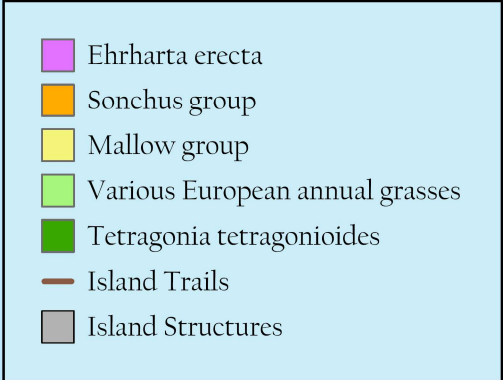 Ehrharta erecta
Sonchus group
Mallow group
Various European annual grasses
Tetragonia tetragonioides
Island Trails
Island Structures